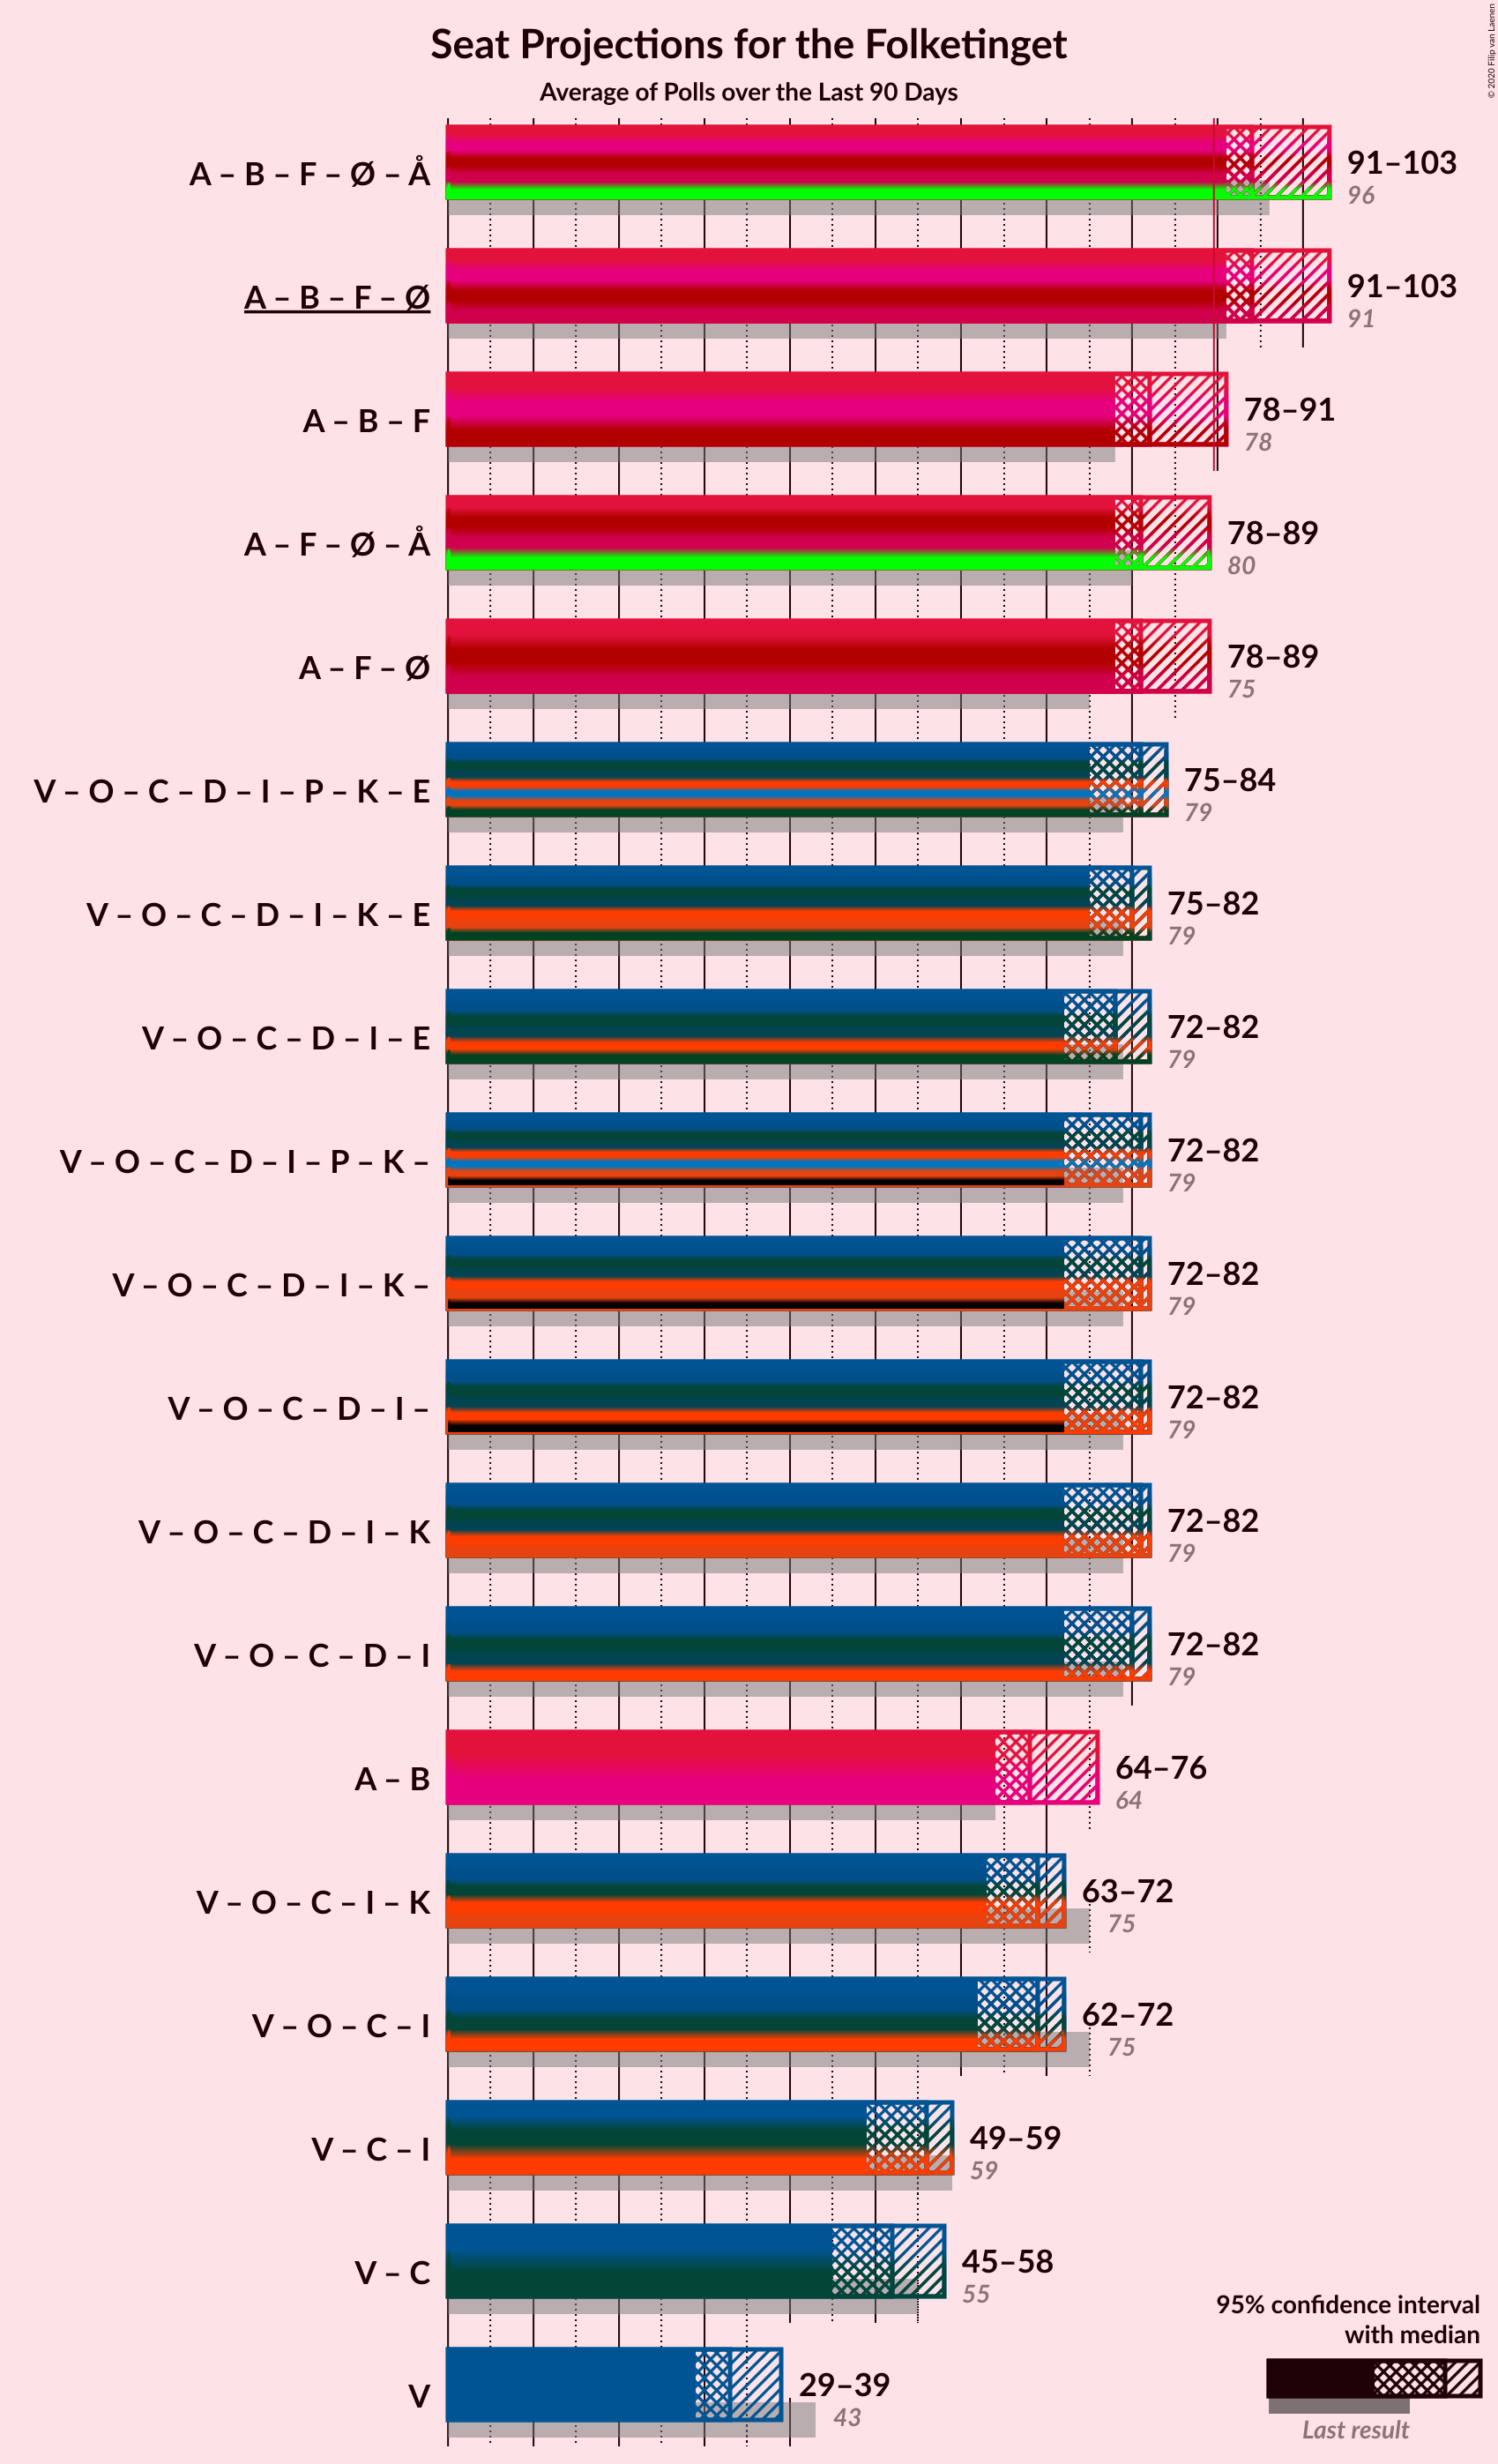 Seat Projections for the Folketinget
Average of Polls over the Last 90 Days
© 2020 Filip van Laenen
A – B – F – Ø – Å
91–103
96
A – B – F – Ø
91–103
91
A – B – F
78–91
78
A – F – Ø – Å
78–89
80
A – F – Ø
78–89
75
V – O – C – D – I – P – K – E
75–84
79
V – O – C – D – I – K – E
75–82
79
V – O – C – D – I – E
72–82
79
V – O – C – D – I – P – K –
72–82
79
V – O – C – D – I – K –
72–82
79
V – O – C – D – I –
72–82
79
V – O – C – D – I – K
72–82
79
V – O – C – D – I
72–82
79
A – B
64–76
64
V – O – C – I – K
63–72
75
V – O – C – I
62–72
75
V – C – I
49–59
59
V – C
45–58
55
V
29–39
43
95% confidence interval
with median
Last result